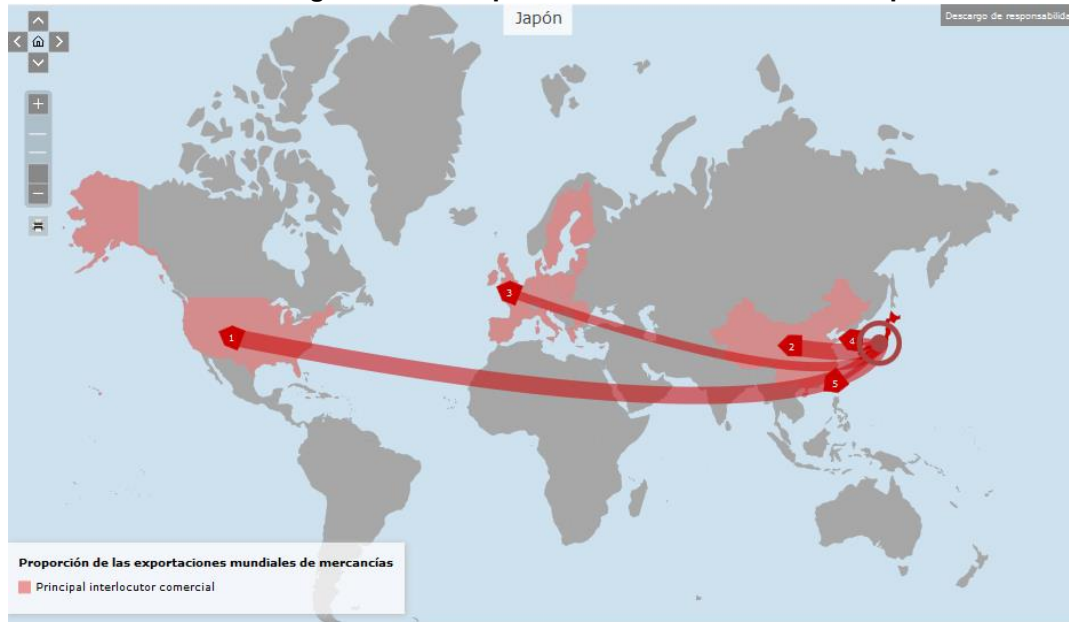 Japón
Descargo de responsabilida
3
1
2
4
5
Proporción de las exportaciones mundiales de mercancías
Principal interlocutor comercial